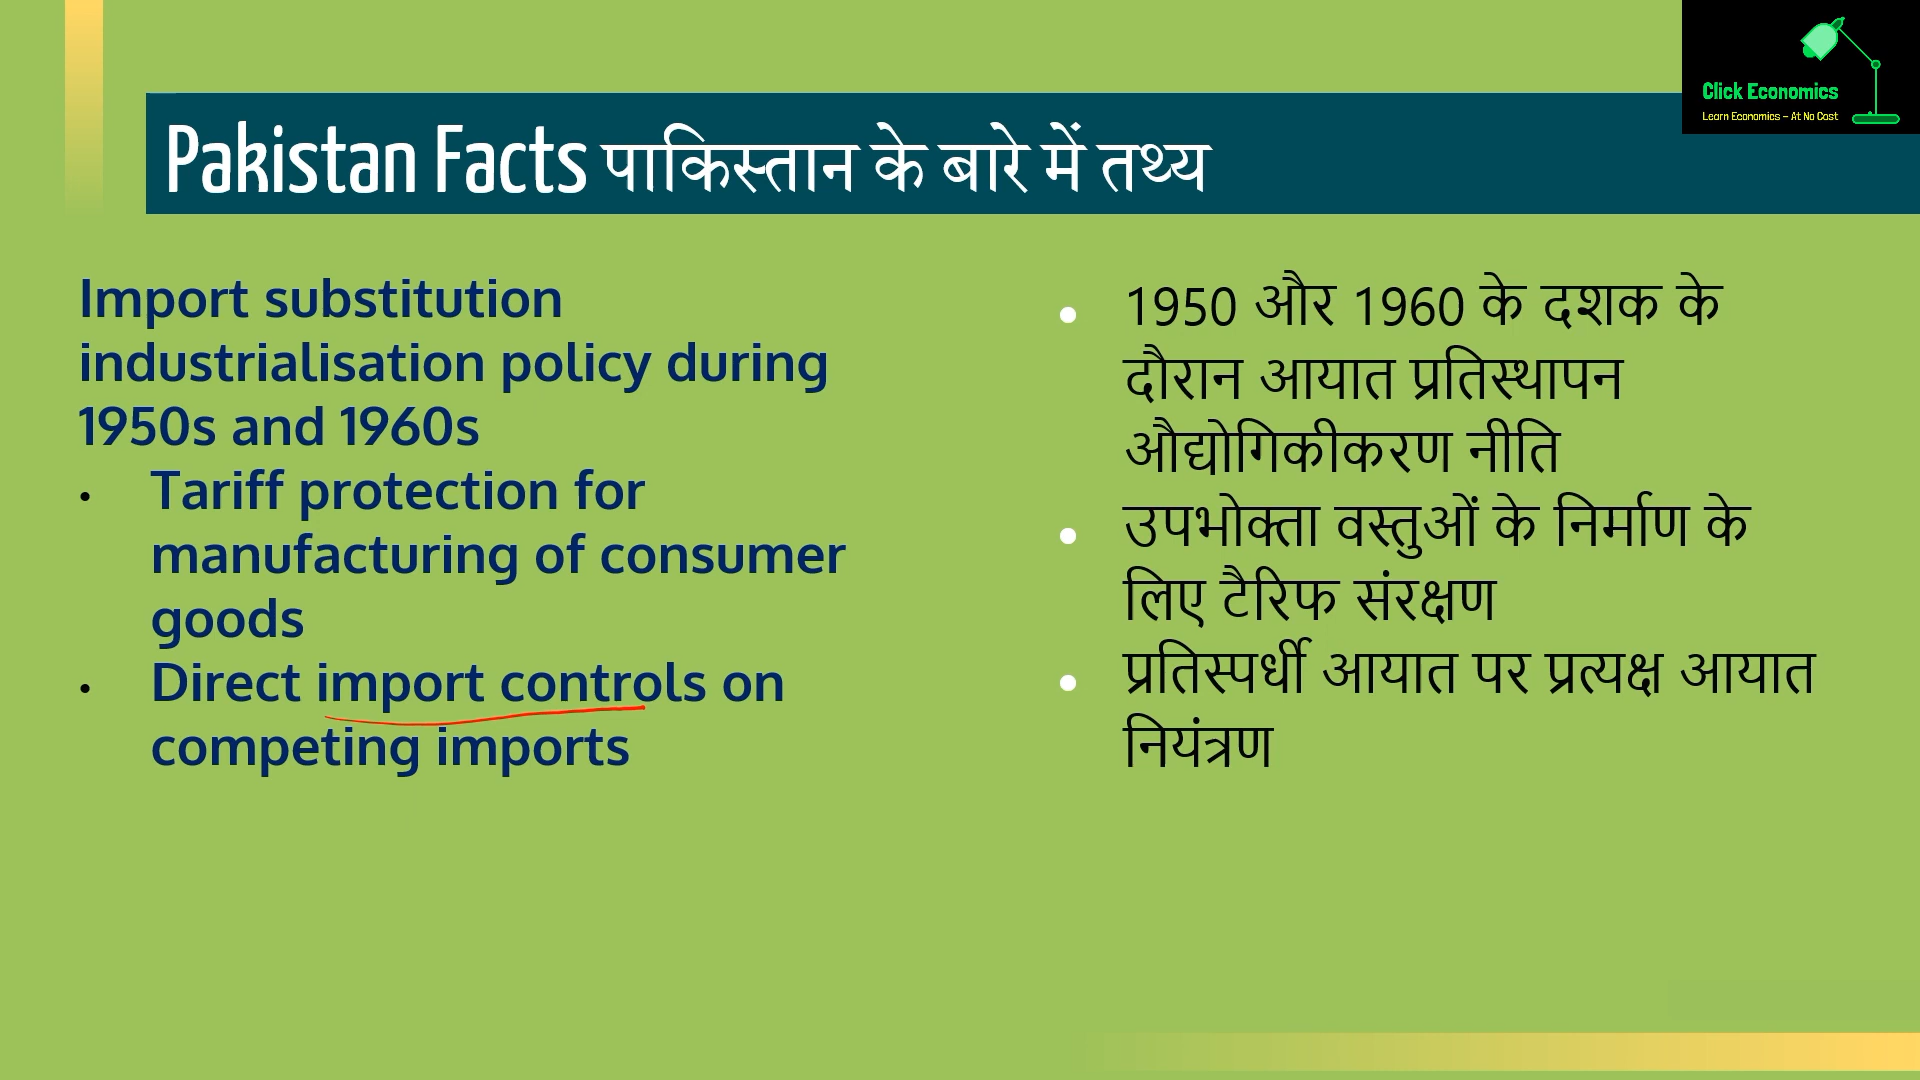 Click Economics
Learn Economics – At No Cost
Pakistan Facts पाकिस्तान के बारे में तथ्य
Import substitution
industrialisation policy during
1950s and 1960s
• Tariff protection for
manufacturing of consumer
goods
• Direct import controls on
competing imports
• 1950 और 1960 के दशक के
दौरान आयात प्रतिस्थापन
औद्योगिकीकरण नीति
• उपभोक्ता वस्तुओं के निर्माण के
लिए टैरिफ संरक्षण
• प्रतिस्पर्धी आयात पर प्रत्यक्ष आयात
नियंत्रण